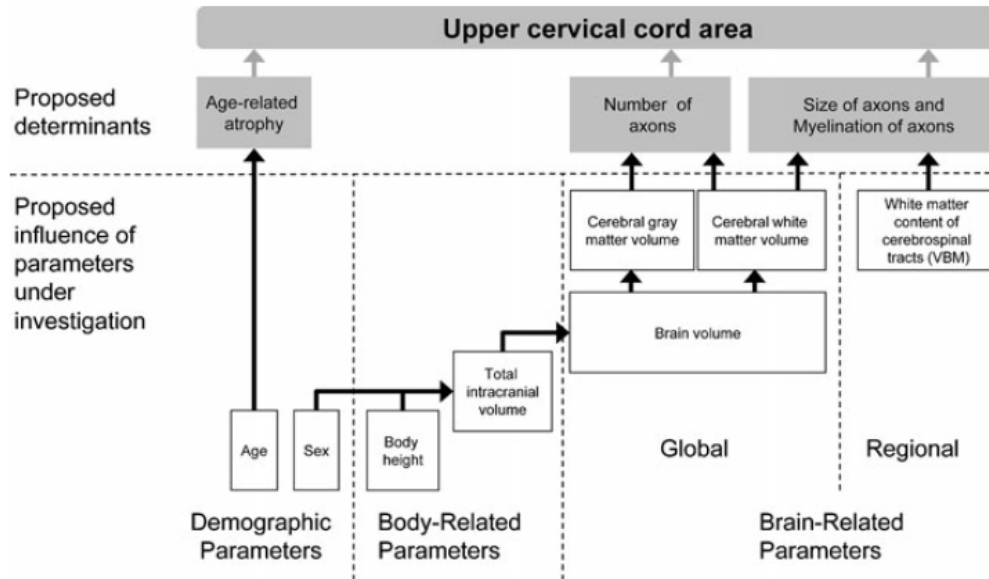 Upper cervical cord area
Proposed
determinants
Age-related
atrophy
Number of
axons
Size of axons and
Myelination of axons
Proposed
influence of
parameters
under
investigation
Cerebral gray
matter volume
Cerebral white
matter volume
White matter
content of
cerebrospinal
tracts (VBM)
Brain volume
Total
intracranial
volume
Age
Sex
Body
height
Global
Regional
Demographic
Parameters
Body-Related
Parameters
Brain-Related
Parameters